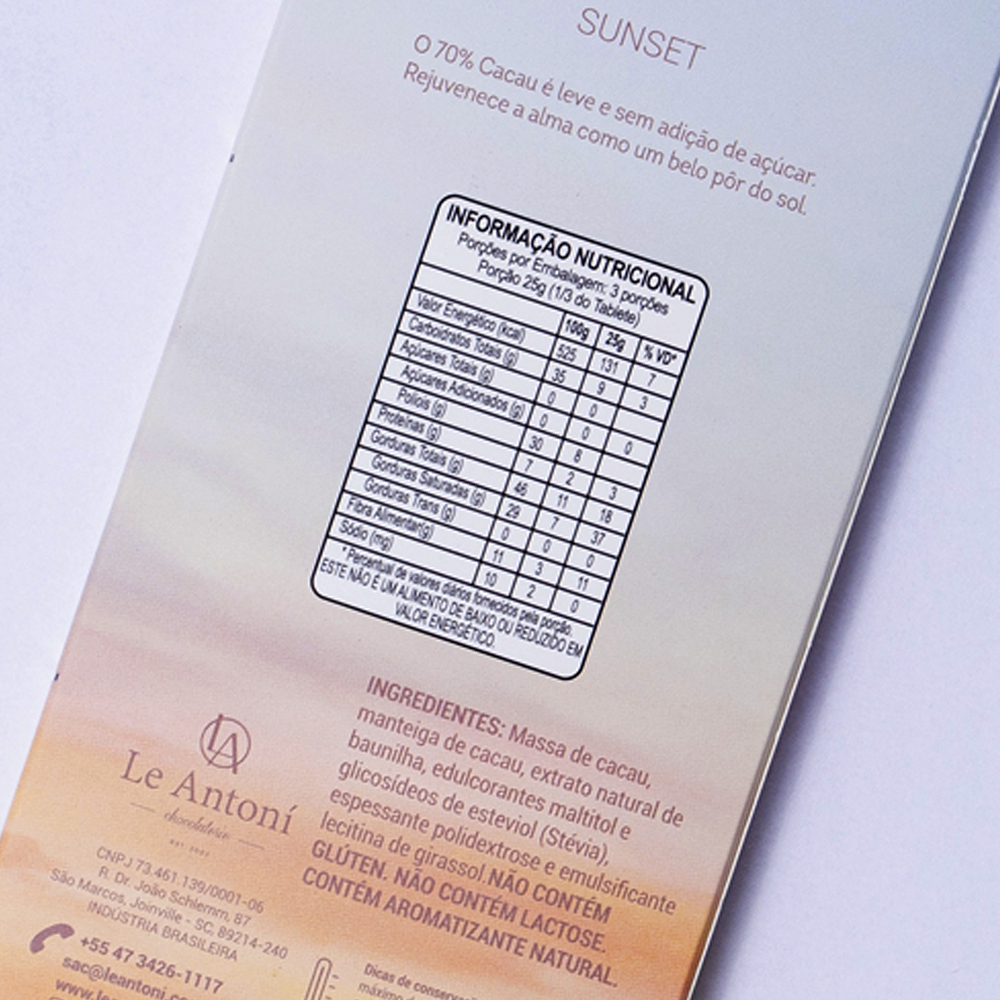 SUNSET
O 70% Cacau é leve e sem adição de açúcar.
Rejuvenece a alma como um belo pôr do sol.
INFORMAÇÃO NUTRICIONAL
Porções por Embalagem: 3 porções
Porção 25g (1/3 do Tablete)
100g 25g % VD*
Valor Energético (kcal) 525 131 7
Carboidratos Totais (g) 35 9 3
Açúcares Totais (g) 0 0
Açúcares Adicionados (g) 0 0 0
Poliois (g) 30 8
Proteínas (g) 7 2 3
Gorduras Totais (g) 46 11 18
Gorduras Saturadas (g) 29 7 37
Gorduras Trans (g) 0 0 0
Fibra Alimentar(g) 11 3 11
Sódio (mg) 10 2 0
* Percentual de valores diários fornecidos pela porção.
ESTE NÃO É UM ALIMENTO DE BAIXO OU REDUZIDO EM
VALOR ENERGÉTICO.
INGREDIENTES: Massa de cacau,
manteiga de cacau, extrato natural de
baunilha, edulcorantes maltitol e
glicosídeos de esteviol (Stévia),
espessante polidextrose e emulsificante
lecitina de girassol.NÃO CONTÉM
GLÚTEN. NÃO CONTÉM LACTOSE.
CONTÉM AROMATIZANTE NATURAL.
LA
Le Antoní
chocolaterie
CNPJ 73.461.139/0001-06
R. Dr. João Schlemm, 87
São Marcos, Joinville - SC, 89214-240
INDÚSTRIA BRASILEIRA
+55 47 3426-1117
sac@leantoni.co
www.lea
Dicas de conservaç
máximo d